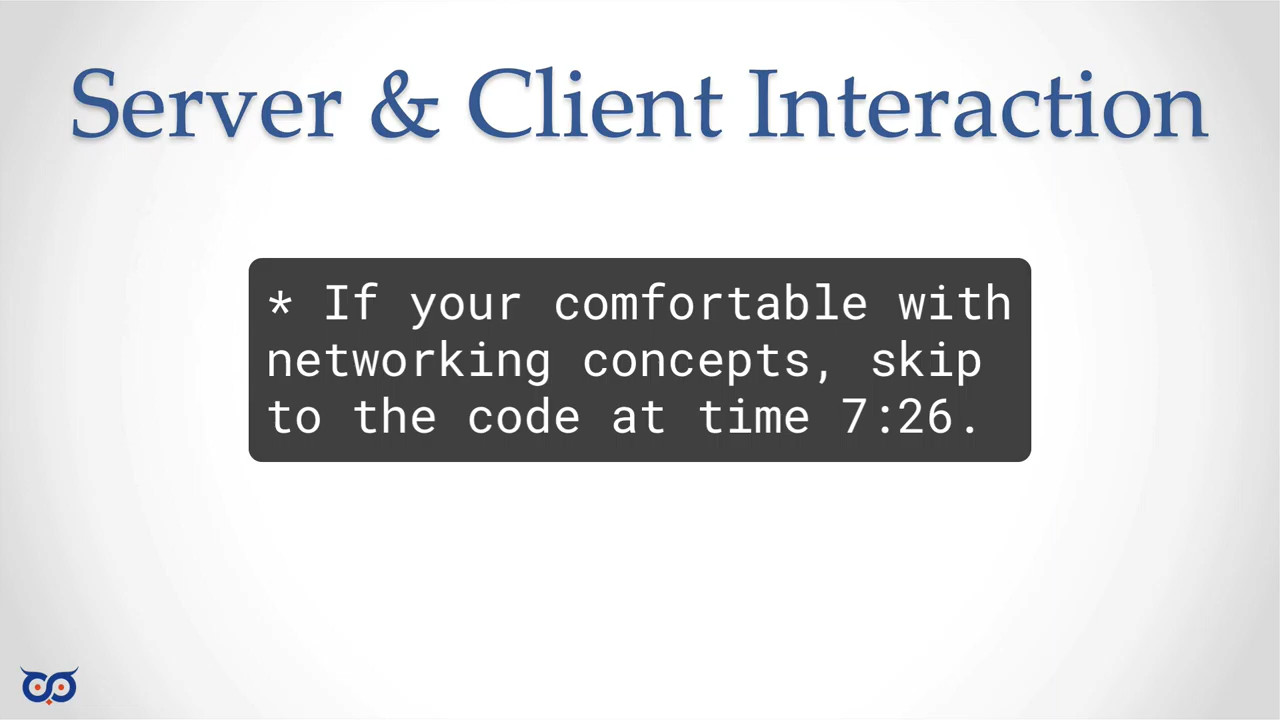 Server & Client Interaction
* If your comfortable with
networking concepts, skip
to the code at time 7:26.